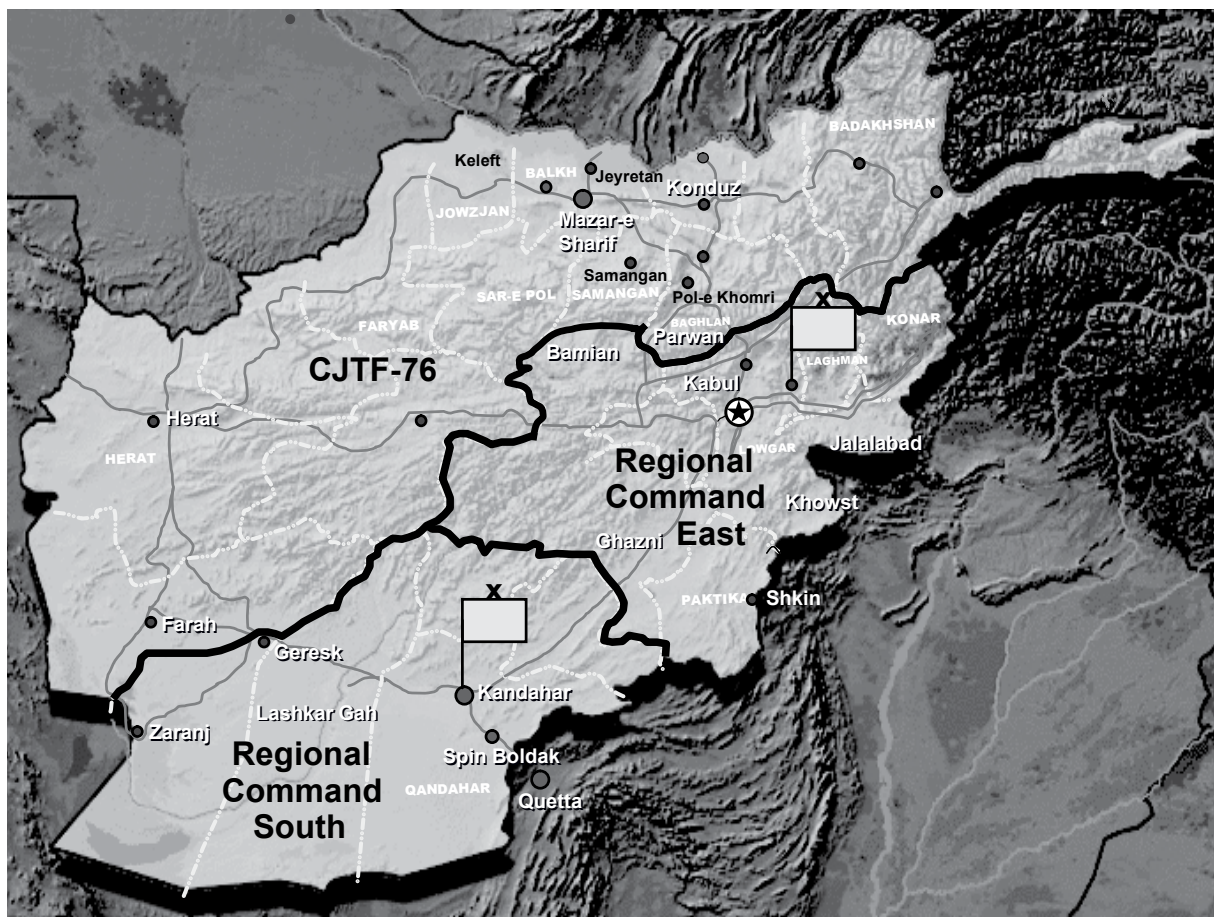 BADAKHSHAN
Keleft
BALKH
Jeyretan
Konduz
JOWZJAN
Mazar-e
Sharif
Samangan
SAR-E POL
SAMANGAN
Pol-e Khomri
FARYAB
BAGHLAN
KONAR
x
Parwan
Bamian
LAGHMAN
CJTF-76
Kabul
Herat
HERAT
LOWGAR
Jalalabad
Regional
Command
East
Khowst
Ghazni
x
PAKTIKA
Shkin
Farah
Geresk
Kandahar
Lashkar Gah
Zaranj
Spin Boldak
Regional
Command
South
QANDAHAR
Quetta